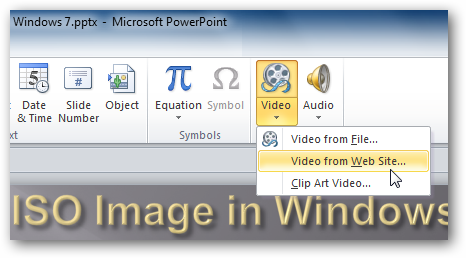 Windows 7.pptx - Microsoft PowerPoint
5
#
π
Ω
Date & Time
Slide Number
Object
Equation
Symbol
Video
Audio
Symbols
Video from File...
Video from Web Site...
Clip Art Video...
ISO Image in Windows